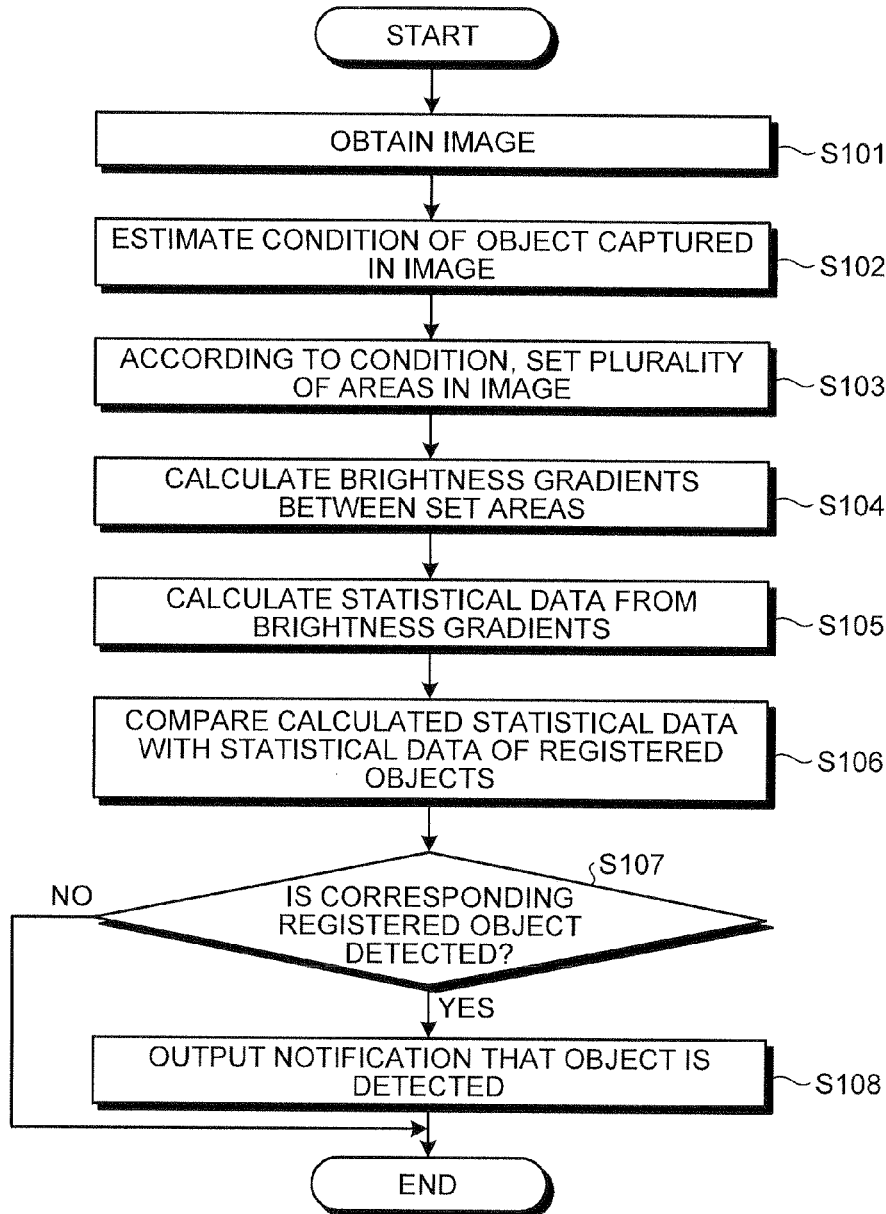 START
OBTAIN IMAGE
S101
ESTIMATE CONDITION OF OBJECT CAPTURED
IN IMAGE
S102
ACCORDING TO CONDITION, SET PLURALITY
OF AREAS IN IMAGE
S103
CALCULATE BRIGHTNESS GRADIENTS
BETWEEN SET AREAS
S104
CALCULATE STATISTICAL DATA FROM
BRIGHTNESS GRADIENTS
S105
COMPARE CALCULATED STATISTICAL DATA
WITH STATISTICAL DATA OF REGISTERED
OBJECTS
S106
S107
NO
IS CORRESPONDING
REGISTERED OBJECT
DETECTED?
YES
OUTPUT NOTIFICATION THAT OBJECT IS
DETECTED
S108
END